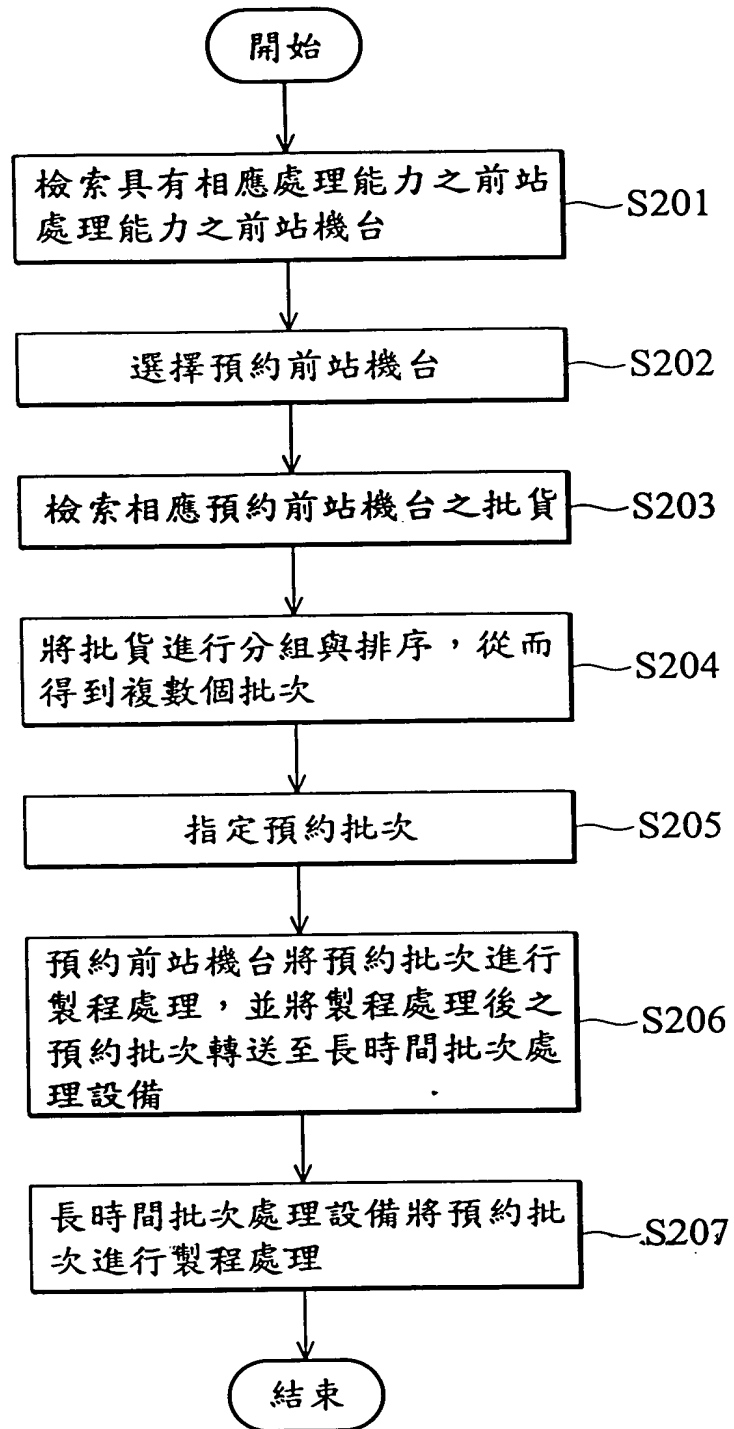 開始
檢索具有相應處理能力之前站
處理能力之前站機台
S201
選擇預約前站機台
S202
檢索相應預約前站機台之批貨
S203
將批貨進行分組與排序，從而
得到複數個批次
S204
指定預約批次
S205
預約前站機台將預約批次進行
製程處理，並將製程處理後之
預約批次轉送至長時間批次處
理設備
S206
長時間批次處理設備將預約批
次進行製程處理
S207
結束